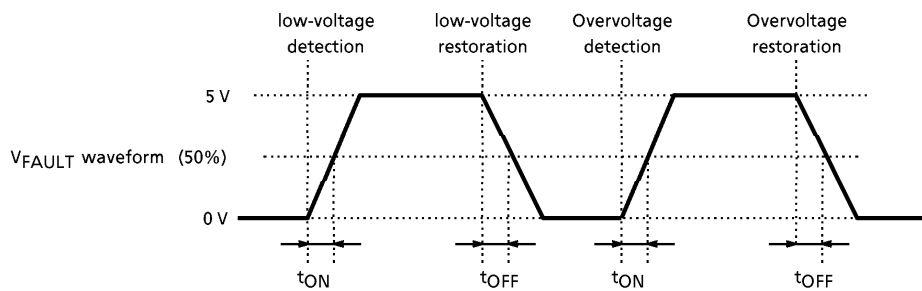 low-voltage
detection
low-voltage
restoration
Overvoltage
detection
Overvoltage
restoration
5 V
VFAULT waveform (50%)
0 V
tON
tOFF
tON
tOFF